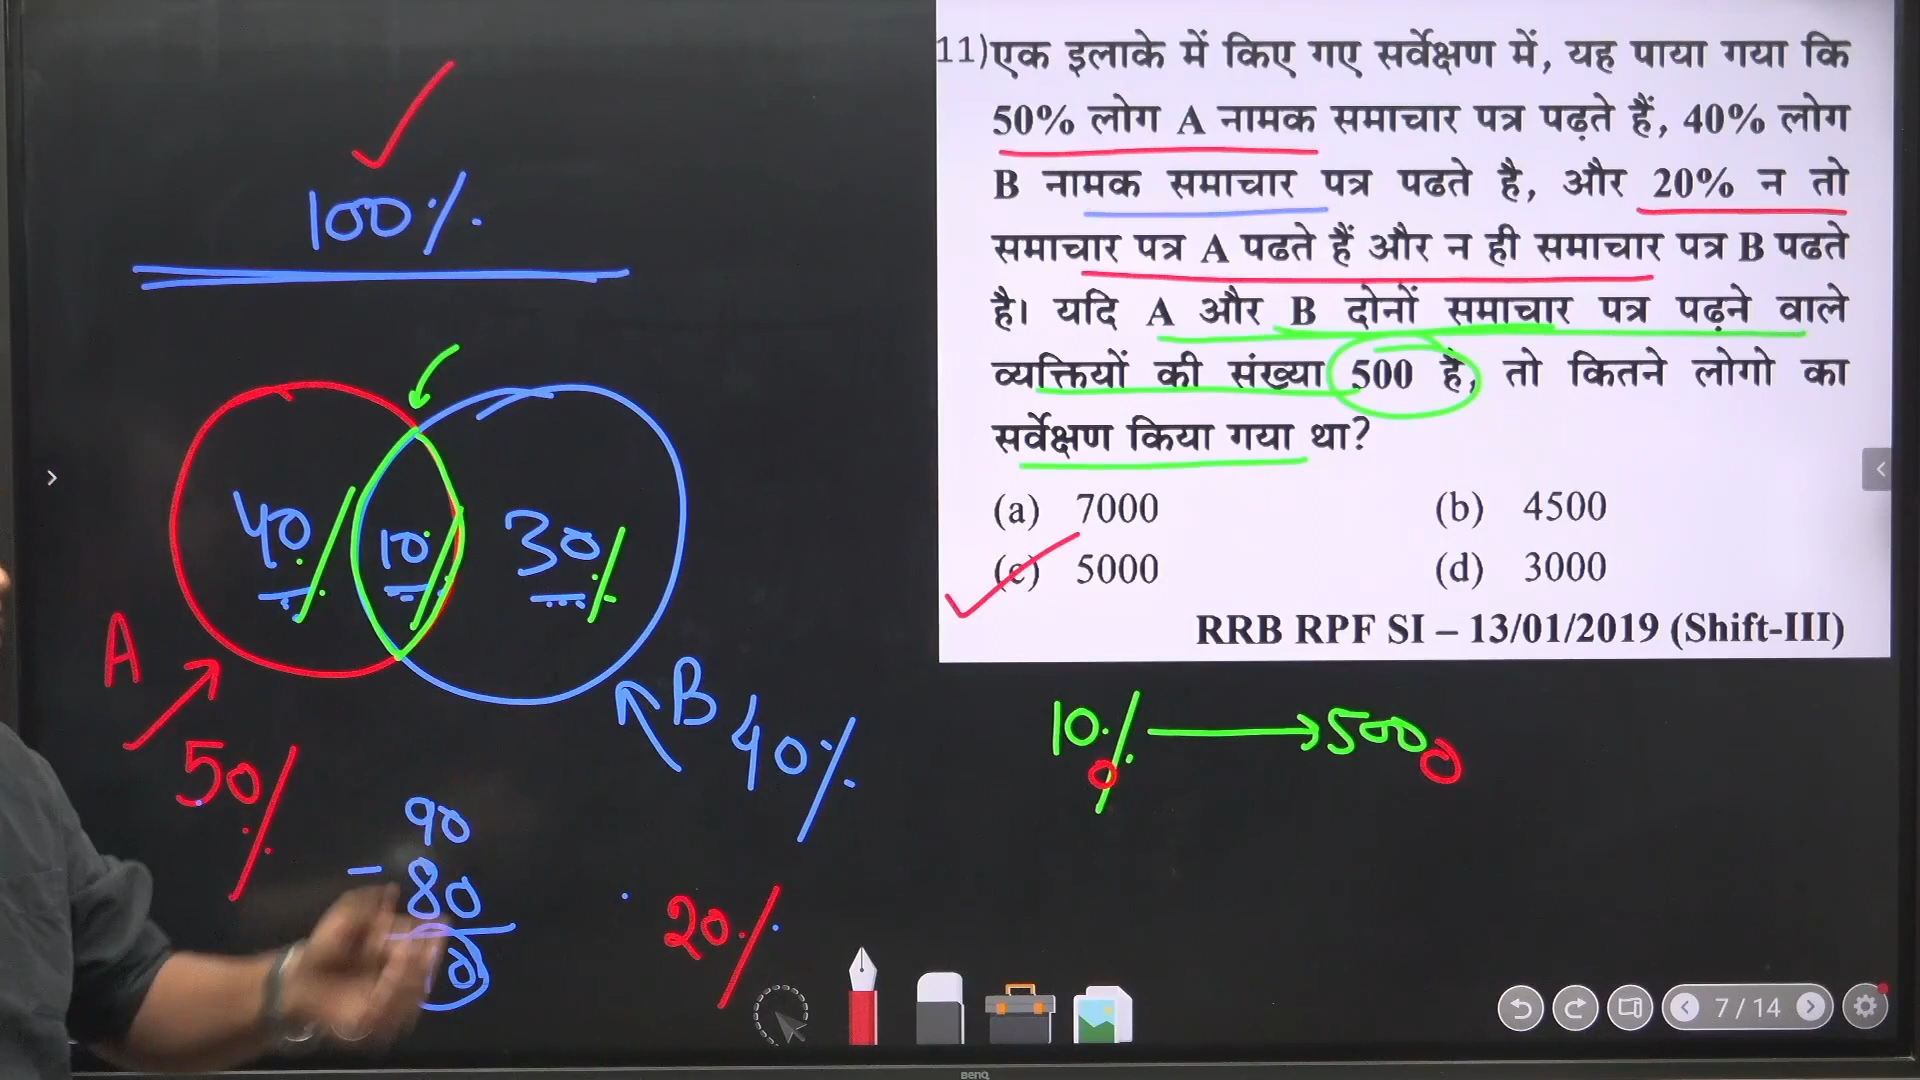 100%
40%
10%
30%
A
50%
B 40%
90
- 80
10
20%
11) एक इलाके में किए गए सर्वेक्षण में, यह पाया गया कि
50% लोग A नामक समाचार पत्र पढ़ते हैं, 40% लोग
B नामक समाचार पत्र पढते है, और 20% न तो
समाचार पत्र A पढते हैं और न ही समाचार पत्र B पढते
है। यदि A और B दोनों समाचार पत्र पढ़ने वाले
व्यक्तियों की संख्या 500 है, तो कितने लोगो का
सर्वेक्षण किया गया था?
(a) 7000 (b) 4500
(c) 5000 (d) 3000
RRB RPF SI – 13/01/2019 (Shift-III)
10% → 500
7 / 14
BenQ